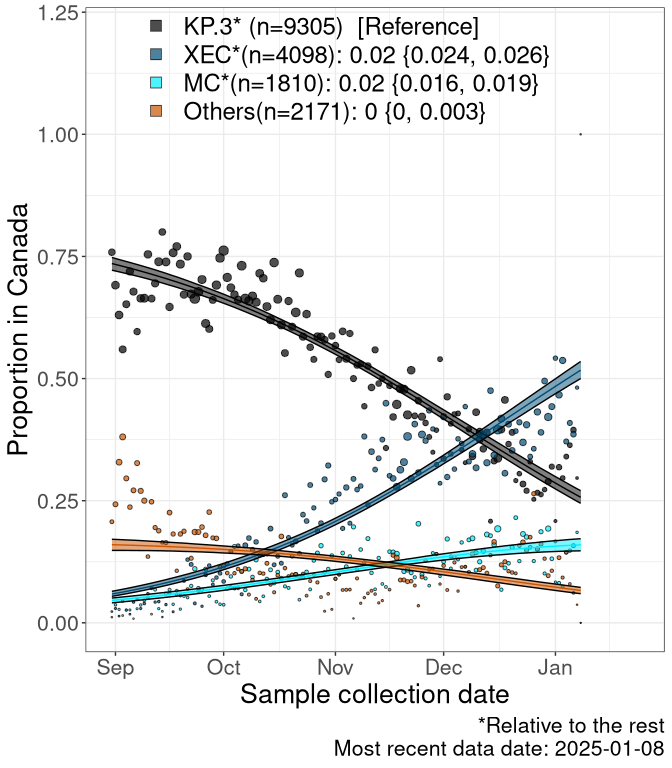 1.25
KP.3* (n=9305)  [Reference]
XEC*(n=4098): 0.02 {0.024, 0.026}
MC*(n=1810): 0.02 {0.016, 0.019}
Others(n=2171): 0 {0, 0.003}
1.00
0.75
0.50
0.25
0.00
Proportion in Canada
Sep Oct Nov Dec Jan
Sample collection date
*Relative to the rest
Most recent data date: 2025-01-08